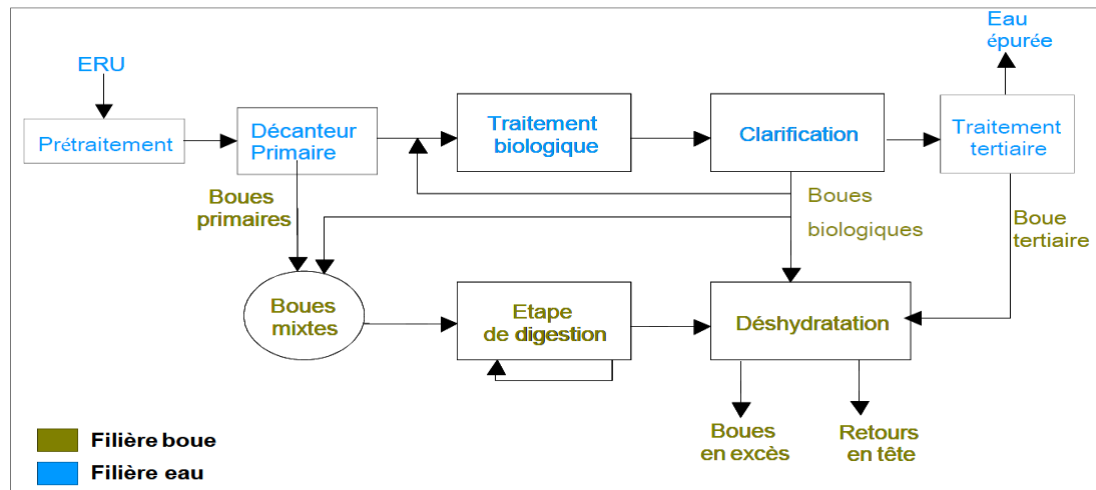 Eau
épurée
ERU
Prétraitement
Décanteur
Primaire
Traitement
biologique
Clarification
Traitement
tertiaire
Boues
primaires
Boues
biologiques
Boue
tertiaire
Boues
mixtes
Etape
de digestion
Déshydratation
Boues
en excès
Retours
en tête
Filière boue
Filière eau